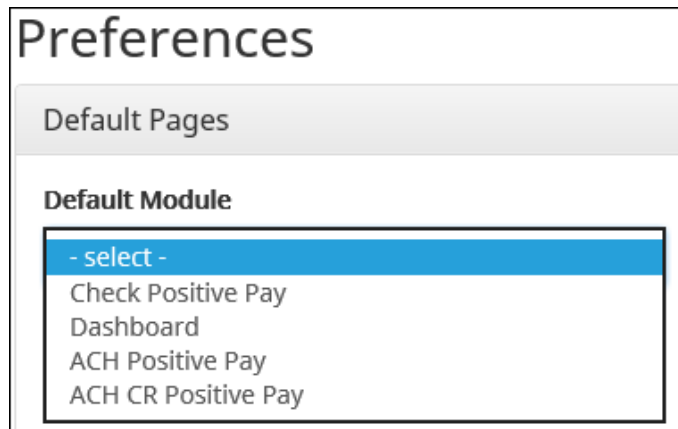 Preferences
Default Pages
Default Module
- select -
Check Positive Pay
Dashboard
ACH Positive Pay
ACH CR Positive Pay